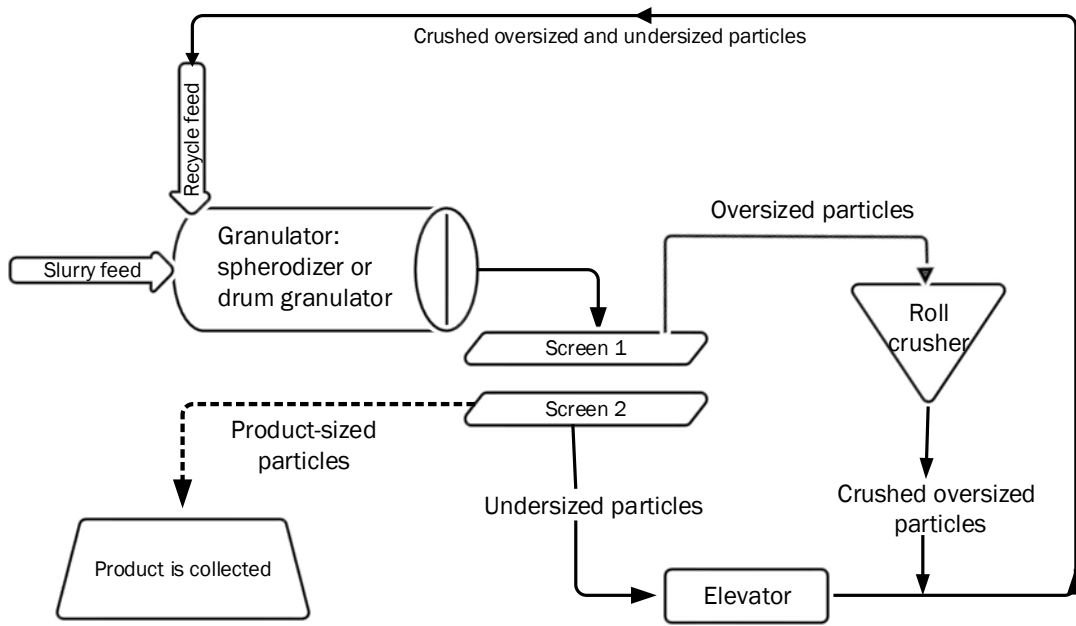 Crushed oversized and undersized particles
Recycle feed
Oversized particles
Granulator:
spherodizer or
drum granulator
Slurry feed
Roll
crusher
Screen 1
Screen 2
Product-sized
particles
Undersized particles
Crushed oversized
particles
Product is collected
Elevator